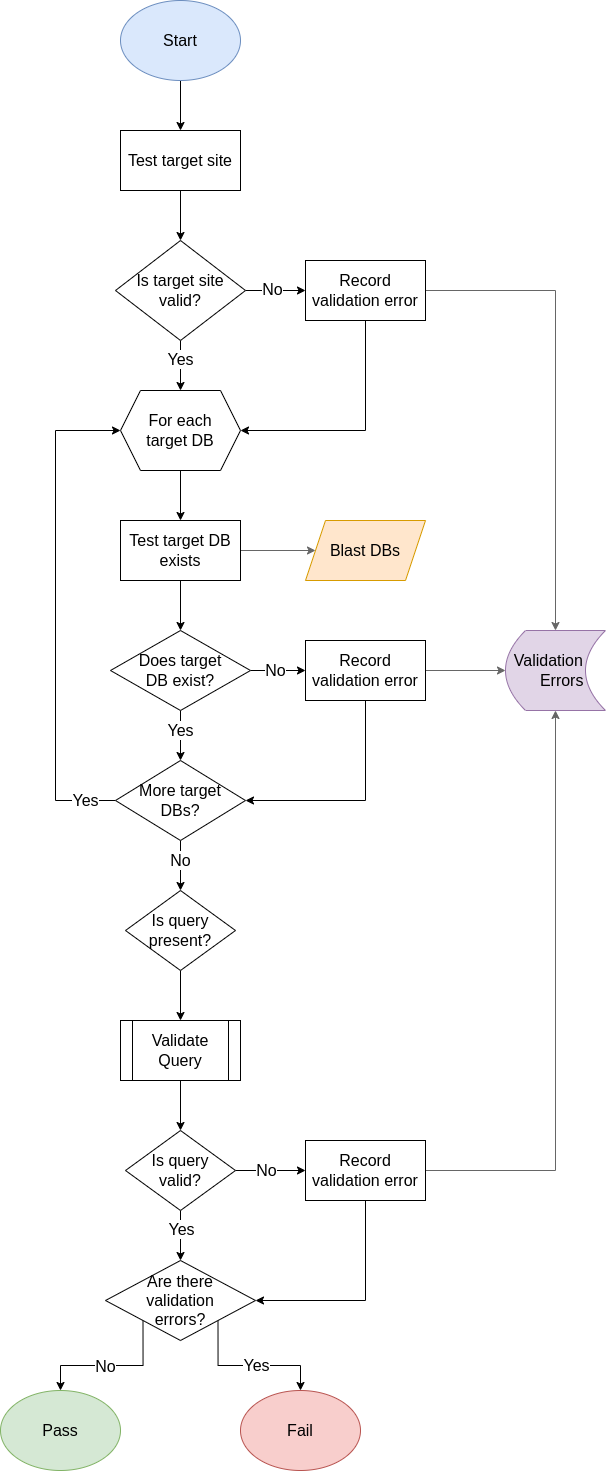 Start
Test target site
Is target site
valid?
No
Record
validation error
Yes
For each
target DB
Test target DB
exists
Blast DBs
Does target
DB exist?
No
Record
validation error
Validation
Errors
Yes
More target
DBs?
Yes
No
Is query
present?
Validate
Query
Is query
valid?
No
Record
validation error
Yes
Are there
validation
errors?
No
Yes
Pass
Fail